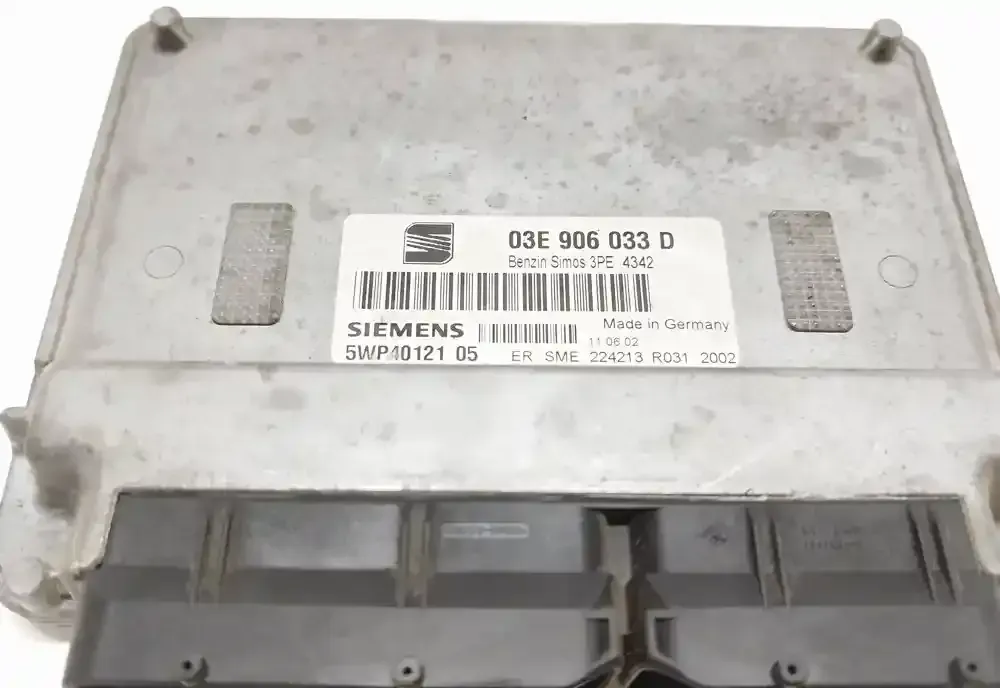 03E 906 033 D
Benzin Simos 3PE 4342
SIEMENS
Made in Germany
11 06 02
5WP40121 05
ER SME 224213 R031 2002